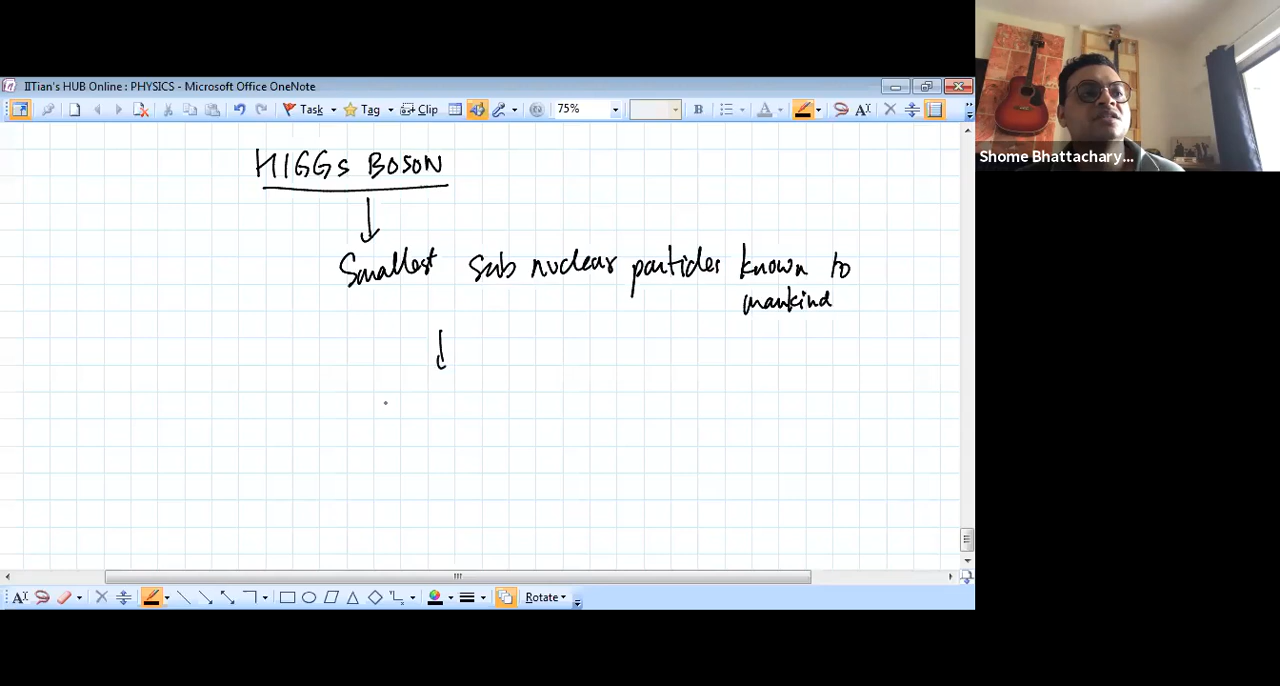 IITian's HUB Online : PHYSICS - Microsoft Office OneNote
Task Tag Clip 75% B A
HIGGS BOSON
Smallest sub nuclear particles known to
mankind
Rotate
Shome Bhattachary...